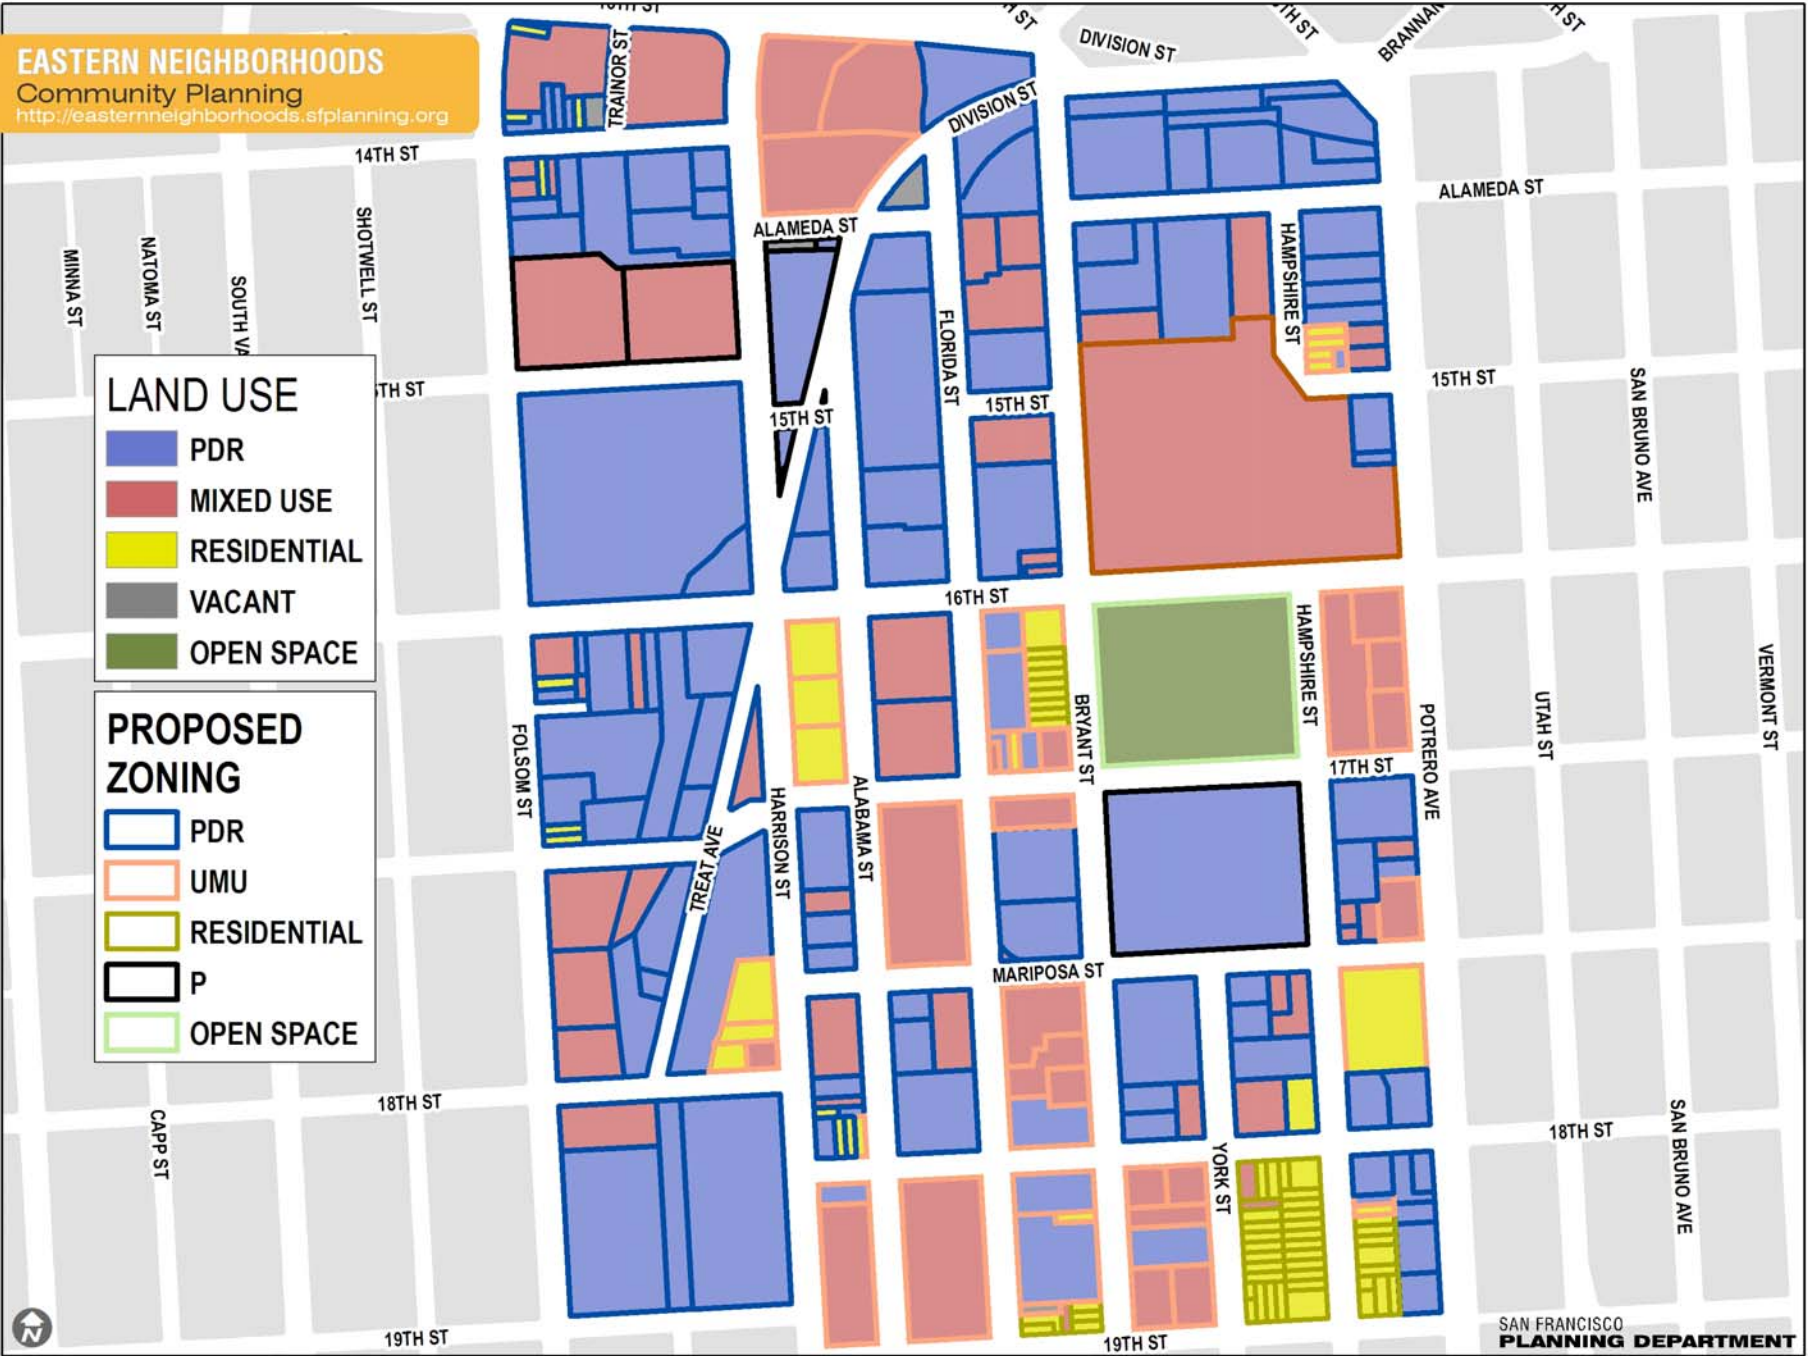 EASTERN NEIGHBORHOODS
Community Planning
http://easternneighborhoods.sfplanning.org
DIVISION ST
TRAINOR ST
DIVISION ST
14TH ST
ALAMEDA ST
ALAMEDA ST
MINNA ST
NATOMA ST
SHOTWELL ST
HAMPSHIRE ST
FLORIDA ST
15TH ST
15TH ST
15TH ST
SAN BRUNO AVE
LAND USE
PDR
MIXED USE
RESIDENTIAL
VACANT
OPEN SPACE
16TH ST
HAMPSHIRE ST
VERMONT ST
UTAH ST
POTRERO AVE
BRYANT ST
FOLSOM ST
17TH ST
HARRISON ST
ALABAMA ST
TREAT AVE
PROPOSED
ZONING
PDR
UMU
RESIDENTIAL
P
OPEN SPACE
MARIPOSA ST
18TH ST
CAPP ST
18TH ST
SAN BRUNO AVE
YORK ST
N
19TH ST
19TH ST
SAN FRANCISCO
PLANNING DEPARTMENT